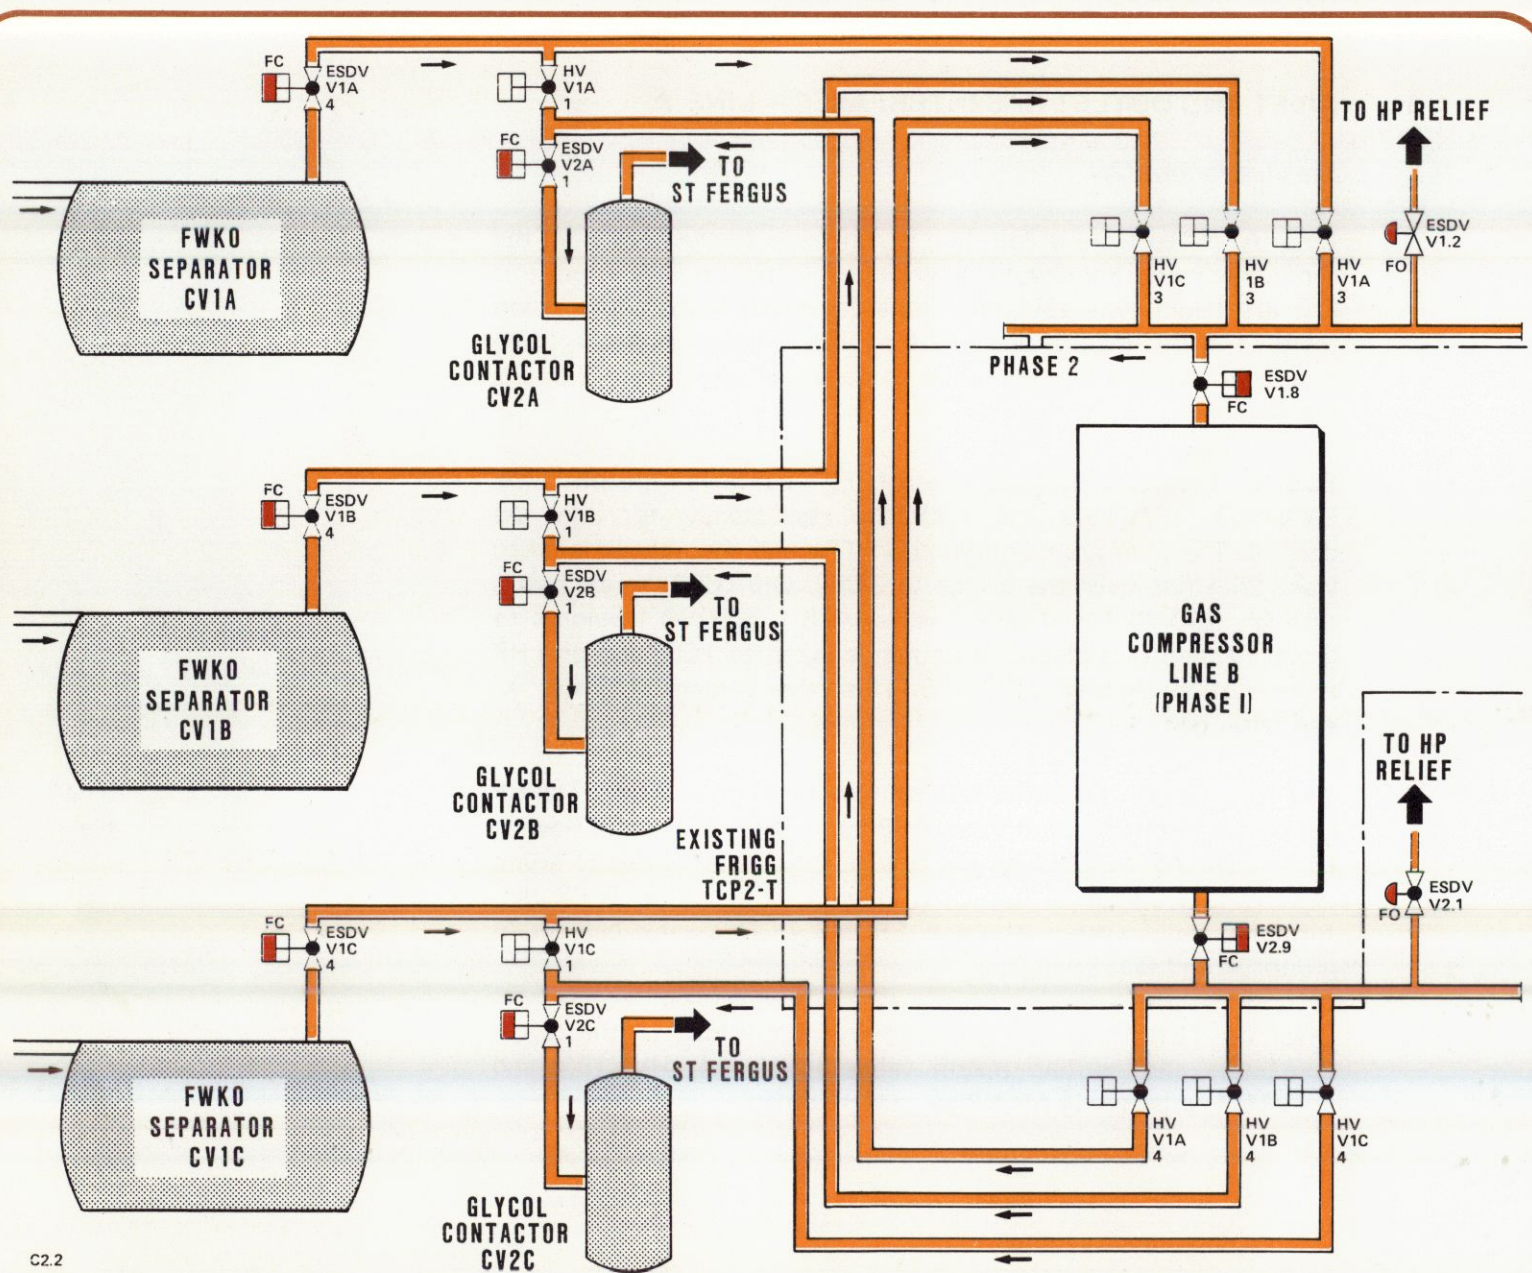 FC
ESDV
V1A
4
HV
V1A
1
FC
ESDV
V2A
1
TO
ST FERGUS
TO HP RELIEF
FWKO
SEPARATOR
CV1A
GLYCOL
CONTACTOR
CV2A
HV
V1C
3
HV
1B
3
HV
V1A
3
ESDV
V1.2
FO
PHASE 2
ESDV
V1.8
FC
FC
ESDV
V1B
4
HV
V1B
1
FC
ESDV
V2B
1
TO
ST FERGUS
FWKO
SEPARATOR
CV1B
GLYCOL
CONTACTOR
CV2B
GAS
COMPRESSOR
LINE B
(PHASE I)
TO HP
RELIEF
EXISTING
FRIGG
TCP2-T
ESDV
V2.1
FO
FC
ESDV
V1C
4
HV
V1C
1
ESDV
V2.9
FC
FC
ESDV
V2C
1
TO
ST FERGUS
FWKO
SEPARATOR
CV1C
GLYCOL
CONTACTOR
CV2C
HV
V1A
4
HV
V1B
4
HV
V1C
4
C2.2